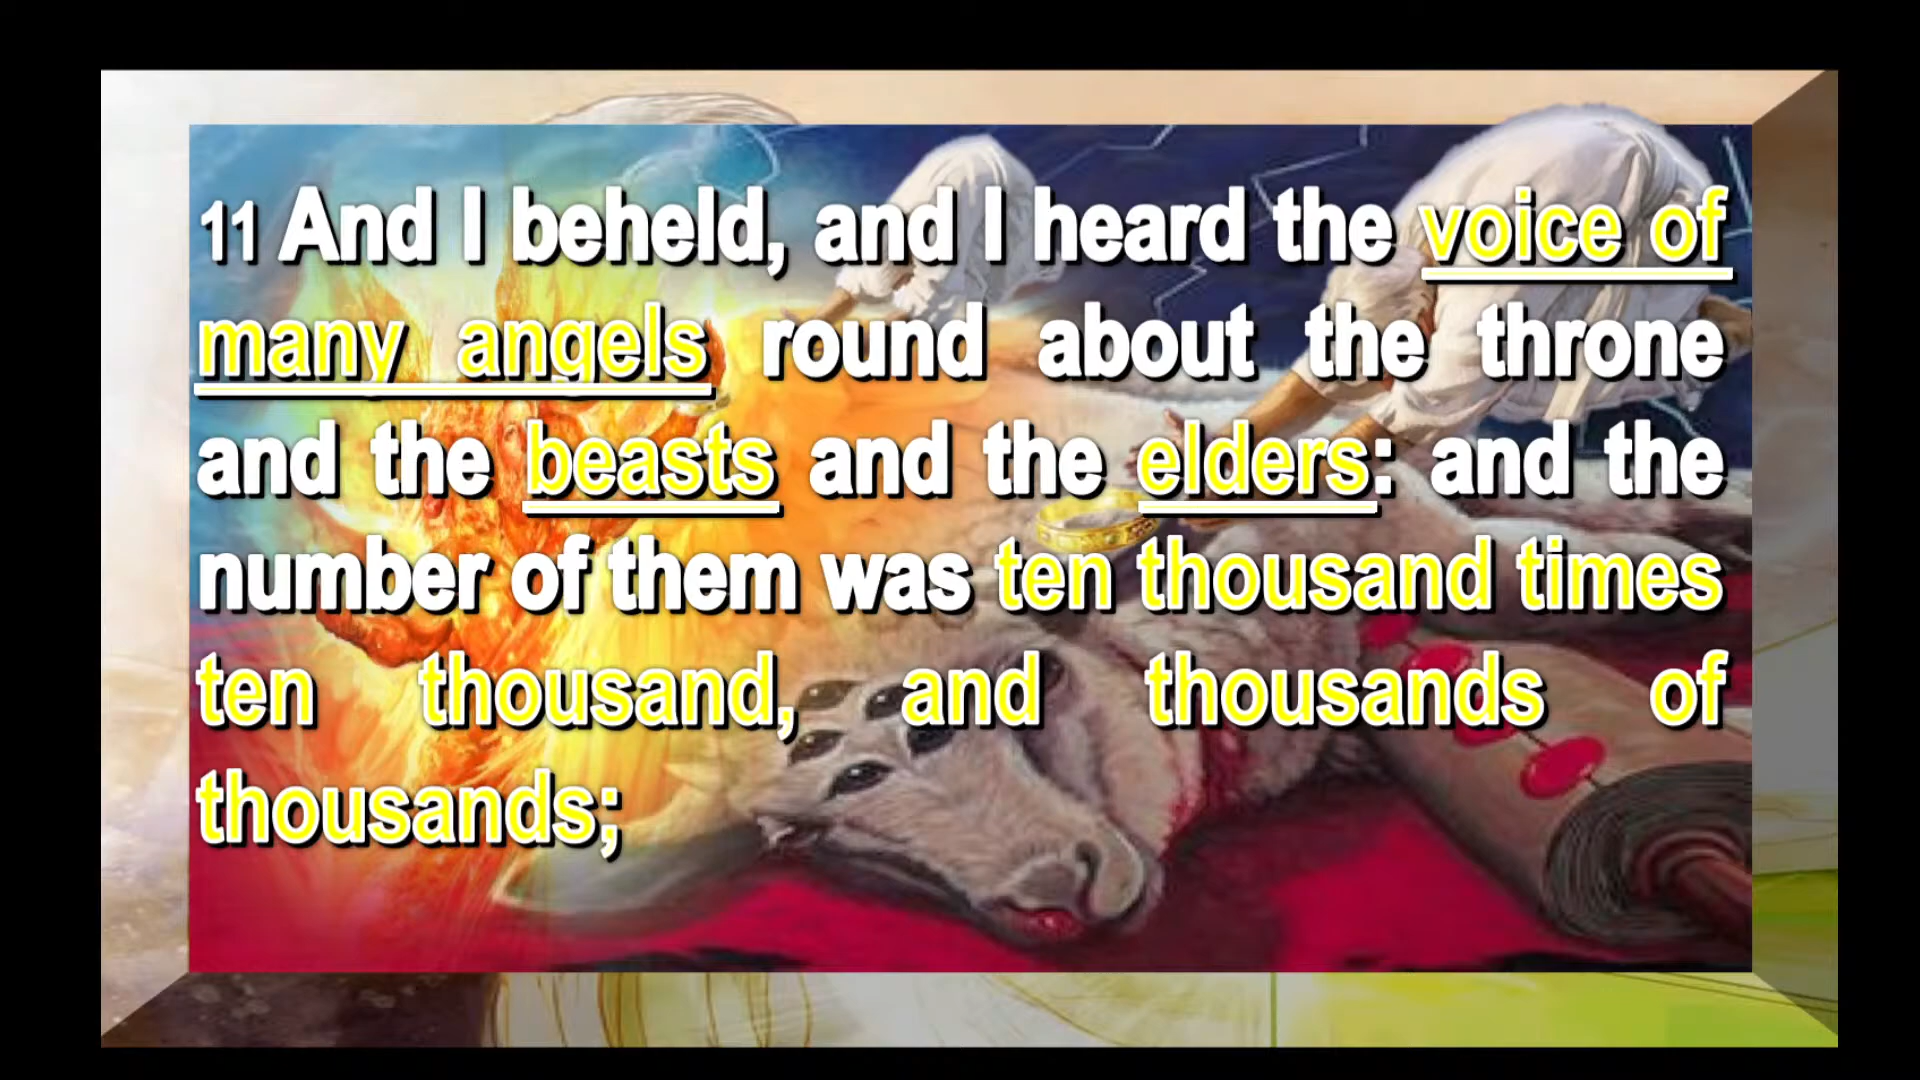 11 And I beheld, and I heard the voice of
many angels round about the throne
and the beasts and the elders: and the
number of them was ten thousand times
ten thousand, and thousands of
thousands;